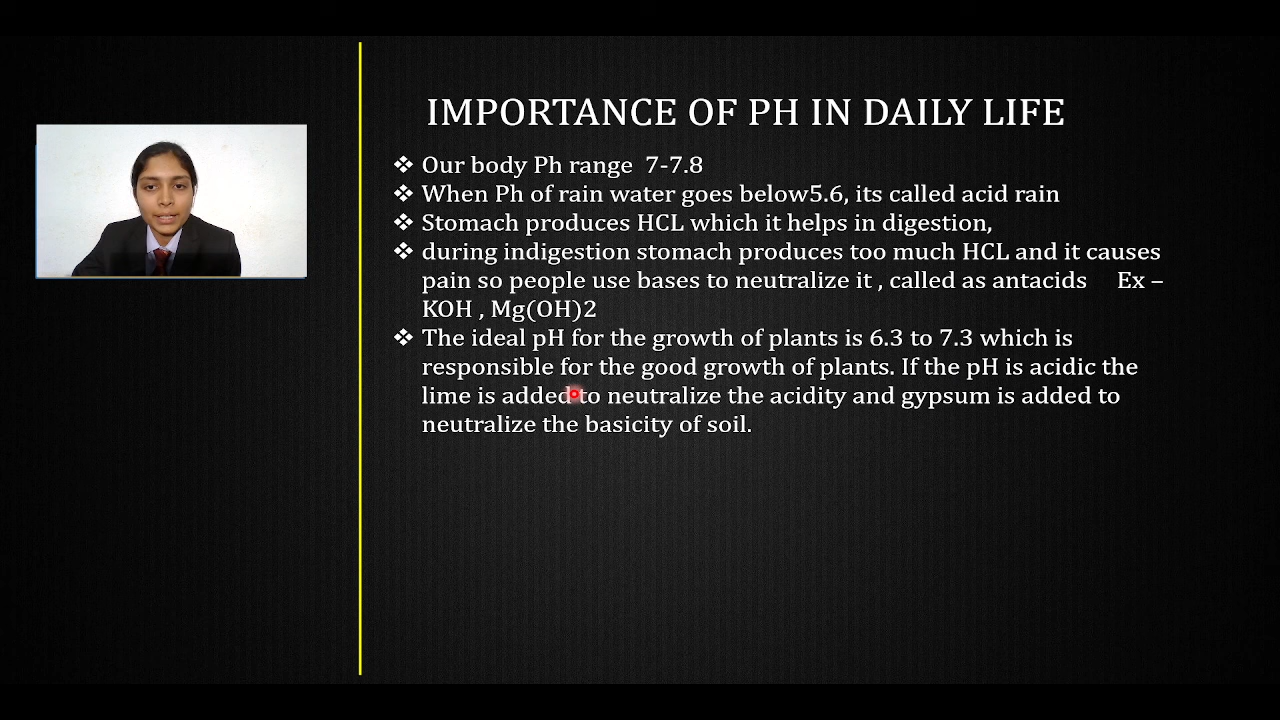 IMPORTANCE OF PH IN DAILY LIFE
❖ Our body Ph range 7-7.8
❖ When Ph of rain water goes below5.6, its called acid rain
❖ Stomach produces HCL which it helps in digestion,
❖ during indigestion stomach produces too much HCL and it causes
pain so people use bases to neutralize it , called as antacids Ex –
KOH , Mg(OH)2
❖ The ideal pH for the growth of plants is 6.3 to 7.3 which is
responsible for the good growth of plants. If the pH is acidic the
lime is added to neutralize the acidity and gypsum is added to
neutralize the basicity of soil.